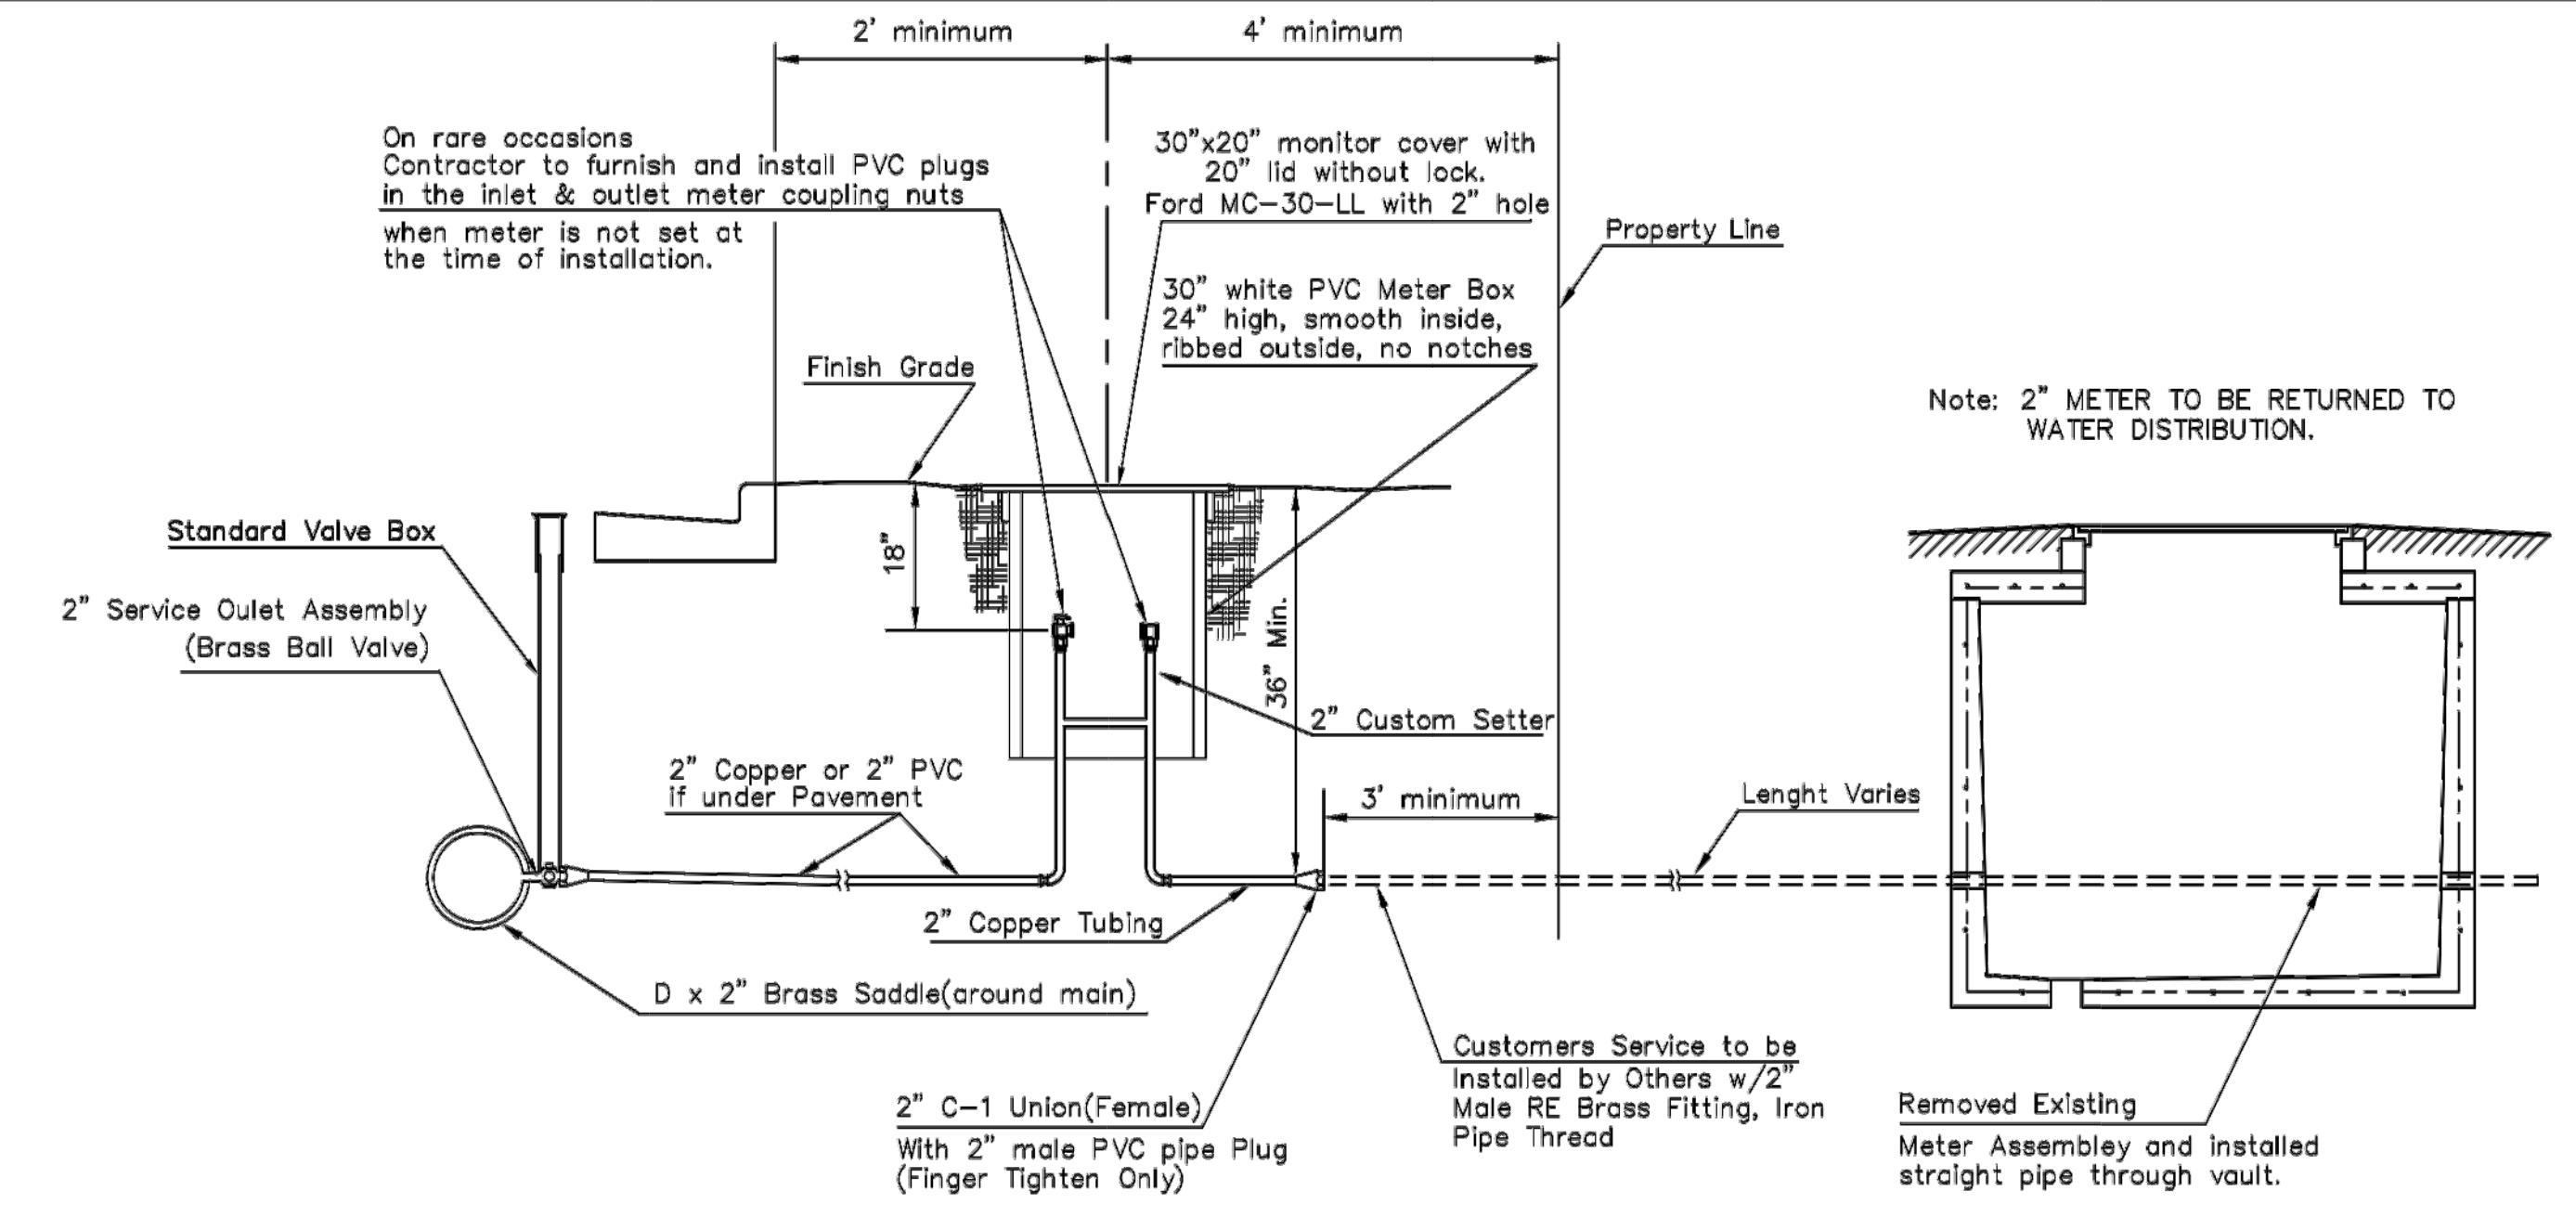 2' minimum
4' minimum
On rare occasions
Contractor to furnish and install PVC plugs
in the inlet & outlet meter coupling nuts
when meter is not set at
the time of installation.
30"x20" monitor cover with
20" lid without lock.
Ford MC-30-LL with 2" hole
Property Line
30" white PVC Meter Box
24" high, smooth inside,
ribbed outside, no notches
Finish Grade
Note: 2" METER TO BE RETURNED TO
WATER DISTRIBUTION.
Standard Valve Box
18"
2" Service Oulet Assembly
(Brass Ball Valve)
36" Min.
2" Custom Setter
2" Copper or 2" PVC
if under Pavement
3' minimum
Lenght Varies
2" Copper Tubing
D x 2" Brass Saddle(around main)
Customers Service to be
Installed by Others w/2"
Male RE Brass Fitting, Iron
Pipe Thread
2" C-1 Union(Female)
With 2" male PVC pipe Plug
(Finger Tighten Only)
Removed Existing
Meter Assembley and installed
straight pipe through vault.